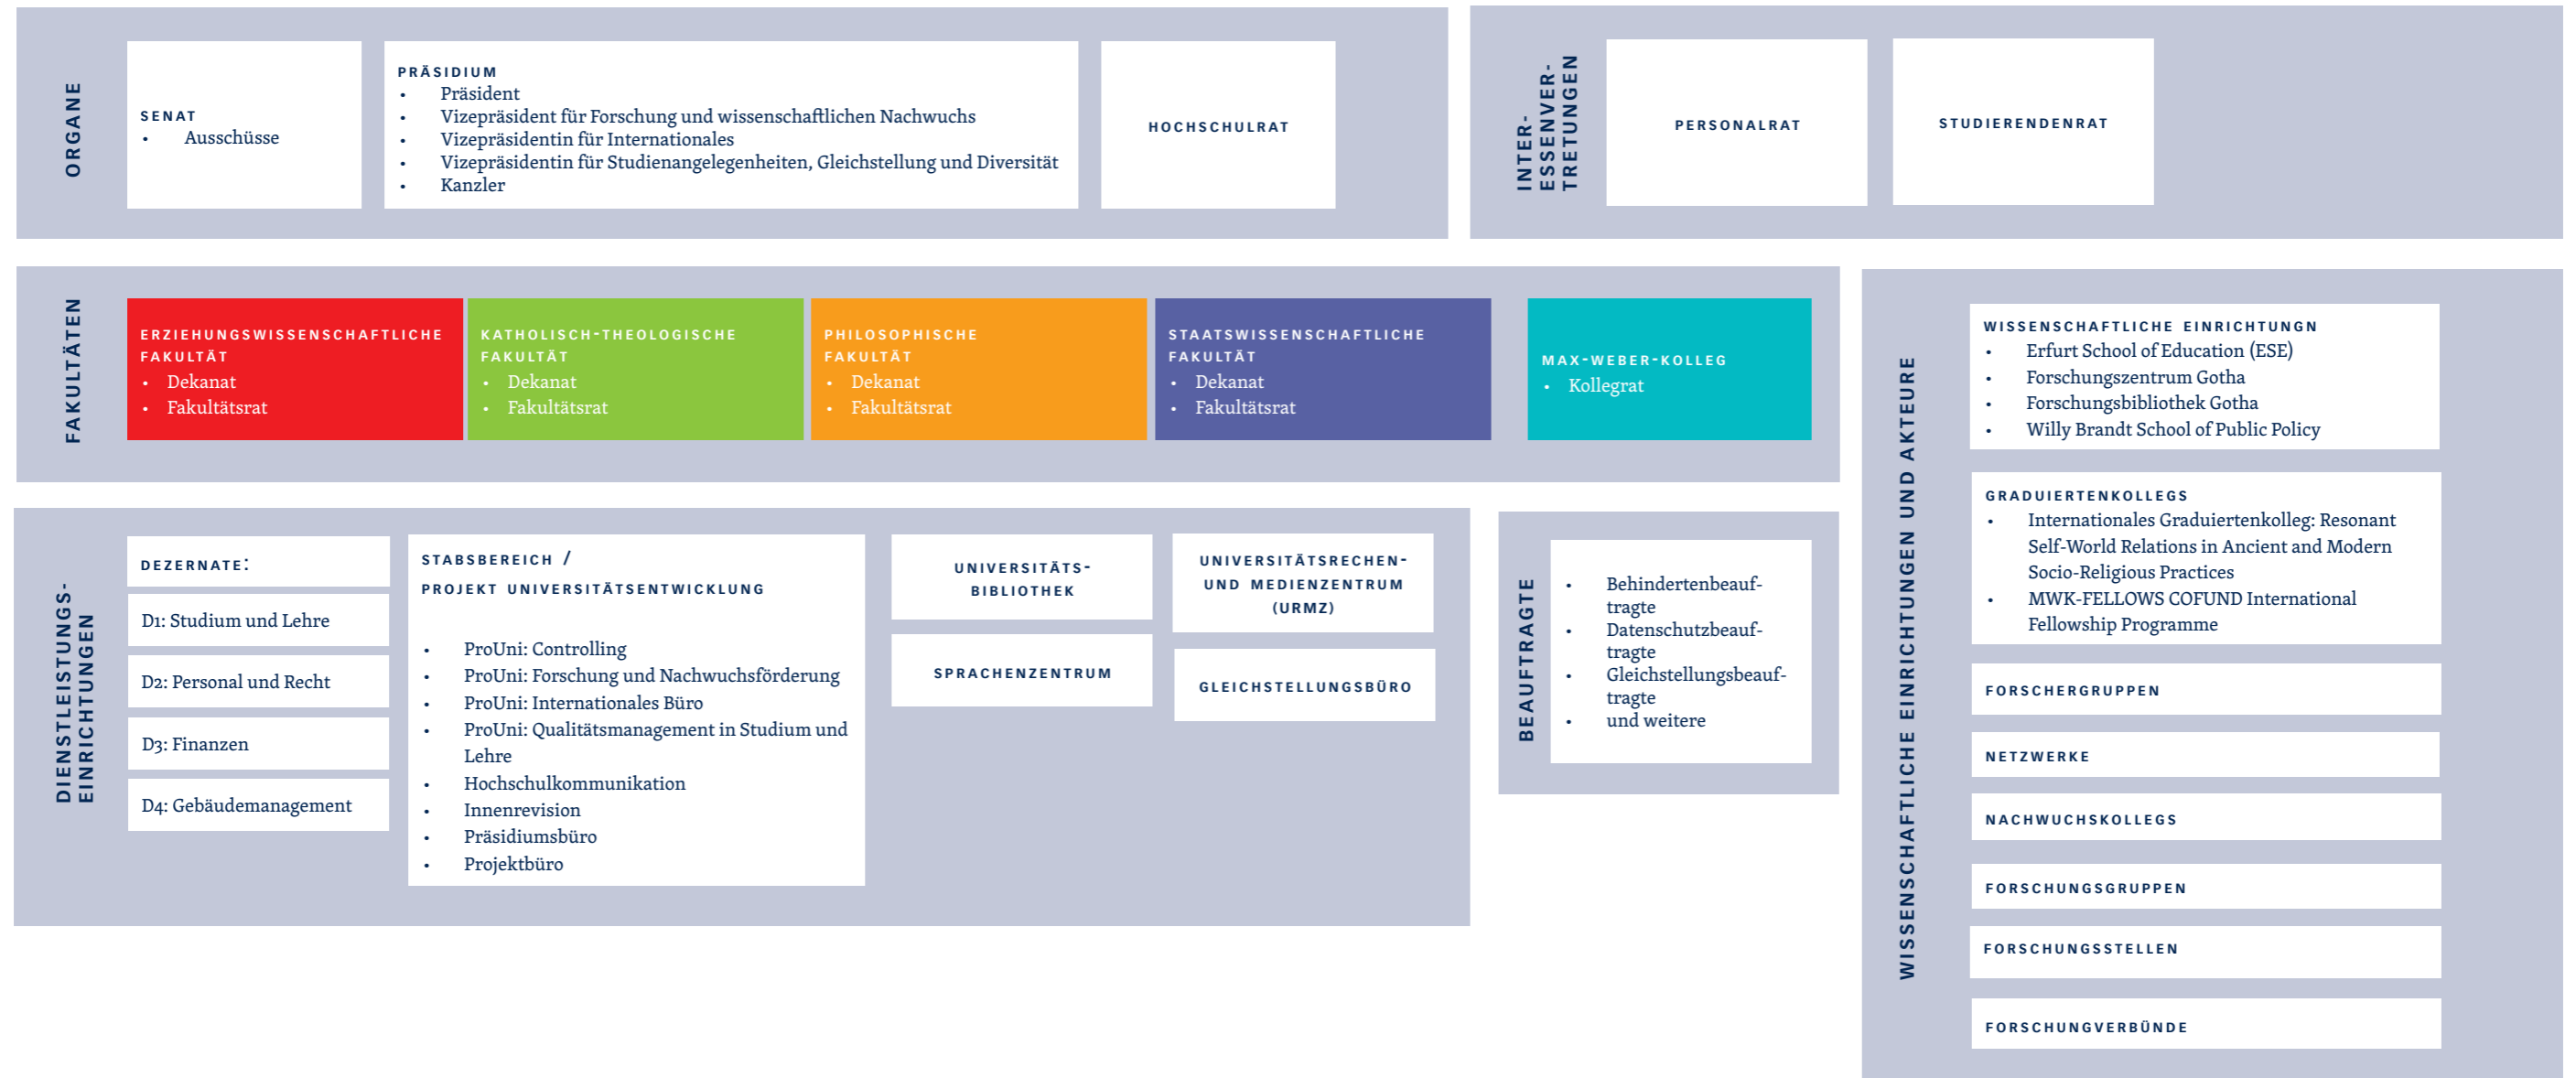 ORGANE
SENAT
• Ausschüsse
PRÄSIDIUM
• Präsident
• Vizepräsident für Forschung und wissenschaftlichen Nachwuchs
• Vizepräsidentin für Internationales
• Vizepräsidentin für Studienangelegenheiten, Gleichstellung und Diversität
• Kanzler
HOCHSCHULRAT
INTER-
ESSENVER-
TRETUNGEN
PERSONALRAT
STUDIERENDENRAT
FAKULTÄTEN
ERZIEHUNGSWISSENSCHAFTLICHE
FAKULTÄT
• Dekanat
• Fakultätsrat
KATHOLISCH-THEOLOGISCHE
FAKULTÄT
• Dekanat
• Fakultätsrat
PHILOSOPHISCHE
FAKULTÄT
• Dekanat
• Fakultätsrat
STAATSWISSENSCHAFTLICHE
FAKULTÄT
• Dekanat
• Fakultätsrat
MAX-WEBER-KOLLEG
• Kollegrat
DIENSTLEISTUNGS-
EINRICHTUNGEN
DEZERNATE:
D1: Studium und Lehre
D2: Personal und Recht
D3: Finanzen
D4: Gebäudemanagement
STABSBEREICH /
PROJEKT UNIVERSITÄTSENTWICKLUNG
• ProUni: Controlling
• ProUni: Forschung und Nachwuchsförderung
• ProUni: Internationales Büro
• ProUni: Qualitätsmanagement in Studium und
Lehre
• Hochschulkommunikation
• Innenrevision
• Präsidiumsbüro
• Projektbüro
UNIVERSITÄTS-
BIBLIOTHEK
SPRACHENZENTRUM
UNIVERSITÄTSRECHEN-
UND MEDIENZENTRUM
(URMZ)
GLEICHSTELLUNGSBÜRO
BEAUFTRAGTE
• Behindertenbeauf-
tragte
• Datenschutzbeauf-
tragte
• Gleichstellungsbeauf-
tragte
• und weitere
WISSENSCHAFTLICHE EINRICHTUNGEN UND AKTEURE
WISSENSCHAFTLICHE EINRICHTUNGN
• Erfurt School of Education (ESE)
• Forschungszentrum Gotha
• Forschungsbibliothek Gotha
• Willy Brandt School of Public Policy
GRADUIERTENKOLLEGS
• Internationales Graduiertenkolleg: Resonant
Self-World Relations in Ancient and Modern
Socio-Religious Practices
• MWK-FELLOWS COFUND International
Fellowship Programme
FORSCHERGRUPPEN
NETZWERKE
NACHWUCHSKOLLEGS
FORSCHUNGSGRUPPEN
FORSCHUNGSSTELLEN
FORSCHUNGVERBÜNDE